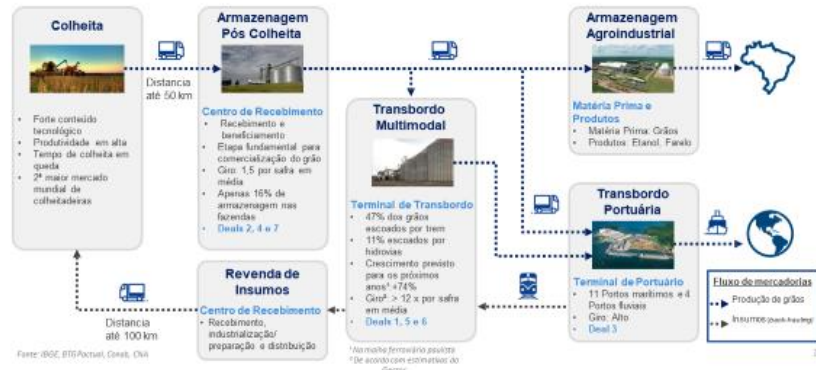 Colheita
Distancia
até 50 km
• Forte conteúdo
tecnológico
• Produtividade em alta
• Tempo de colheita em
queda
• 2º maior mercado
mundial de
colheitadeiras
Armazenagem
Pós Colheita
Centro de Recebimento
• Recebimento e
beneficiamento
• Etapa fundamental para
comercialização do grão
• Giro: 1,5 por safra em
média
• Apenas 16% de
armazenagem nas
fazendas
• Deals 2, 4 e 7
Transbordo
Multimodal
Terminal de Transbordo
• 47% dos grãos
escoados por trem
• 11% escoados por
hidrovias
• Crescimento previsto
para os próximos
anos¹ +74%
• Giro²: > 12 x por safra
em média
• Deals 1, 5 e 6
Armazenagem
Agroindustrial
Matéria Prima e
Produtos
• Matéria Prima: Grãos
• Produtos: Etanol, Farelo
Transbordo
Portuária
Terminal de Portuário
• 11 Portos marítimos e 4
Portos fluviais
• Giro: Alto
• Deal 3
Revenda de
Insumos
Centro de Recebimento
• Recebimento,
industrialização/
preparação e distribuição
Distancia
até 100 km
Fluxo de mercadorias
Produção de grãos
Insumos (back-hauling)
Fonte: IBGE, BTG Pactual, Conab, CNA
¹ Na malha ferroviária paulista
² De acordo com estimativas do